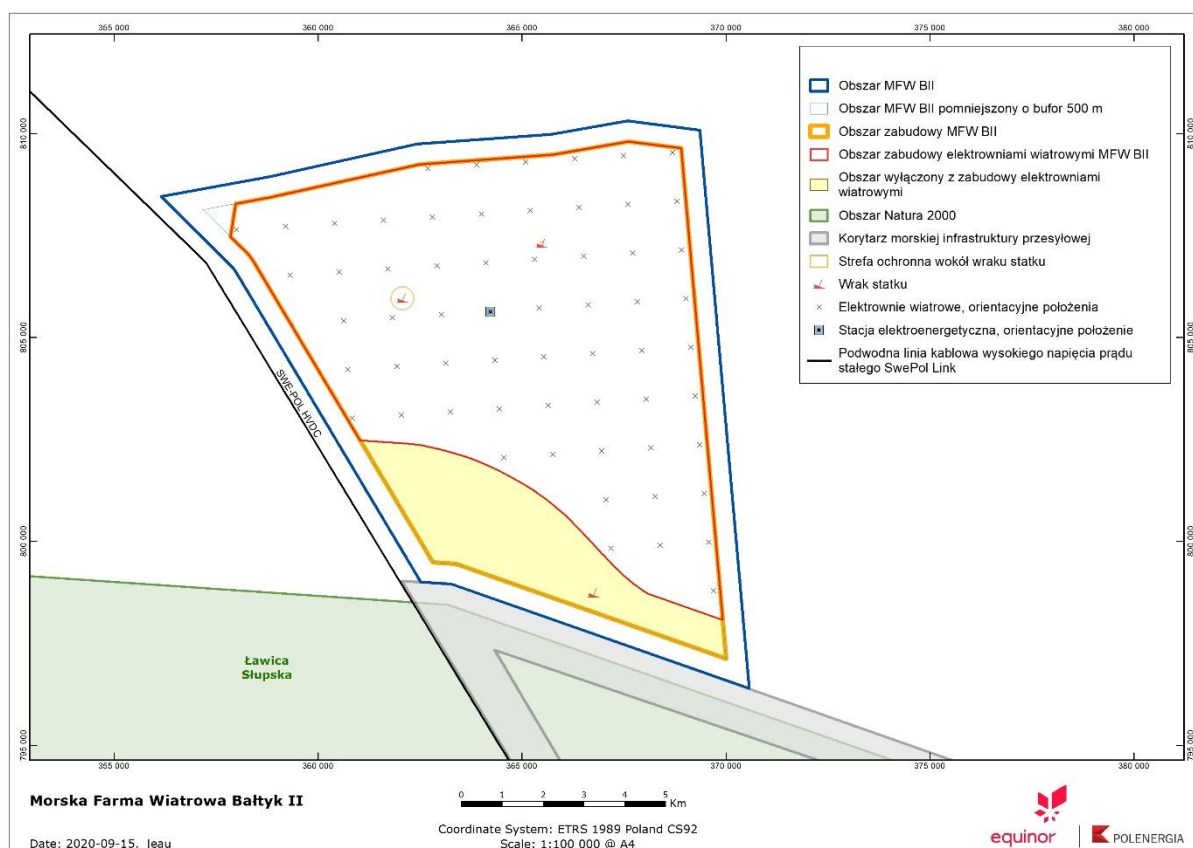 365 000
360 000
365 000
370 000
375 000
380 000
810 000
810 000
805 000
805 000
800 000
800 000
795 000
795 000
Obszar MFW BII
Obszar MFW BII pomniejszony o bufor 500 m
Obszar zabudowy MFW BII
Obszar zabudowy elektrowniami wiatrowymi MFW BII
Obszar wyłączony z zabudowy elektrowniami
wiatrowymi
Obszar Natura 2000
Korytarz morskiej infrastruktury przesyłowej
Strefa ochronna wokół wraku statku
Wrak statku
Elektrownie wiatrowe, orientacyjne położenia
Stacja elektroenergetyczna, orientacyjne położenie
Podwodna linia kablowa wysokiego napięcia prądu
stałego SwePol Link
SWE-POL HVDC
Ławica
Słupska
365 000
360 000
365 000
370 000
375 000
380 000
Morska Farma Wiatrowa Bałtyk II
0 1 2 3 4 5
Km
Coordinate System: ETRS 1989 Poland CS92
Scale: 1:100 000 @ A4
Date: 2020-09-15, leau
equinor
POLENERGIA